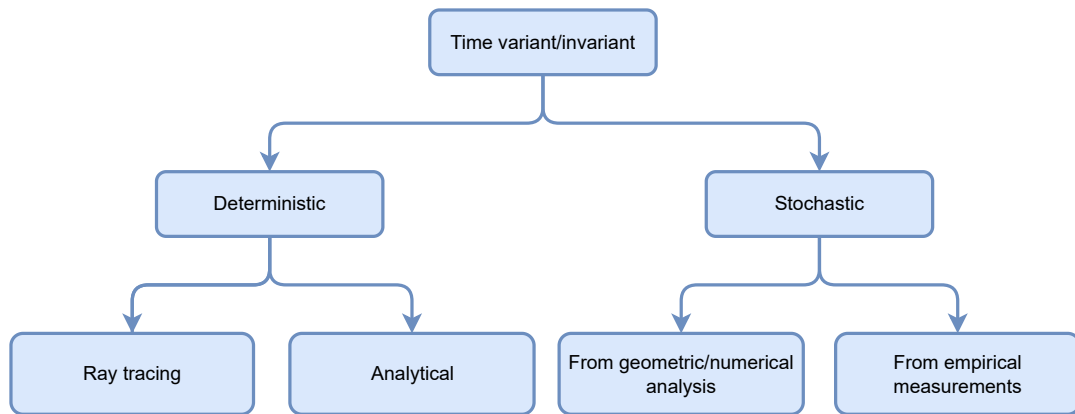 Time variant/invariant
Deterministic
Stochastic
Ray tracing
Analytical
From geometric/numerical
analysis
From empirical
measurements